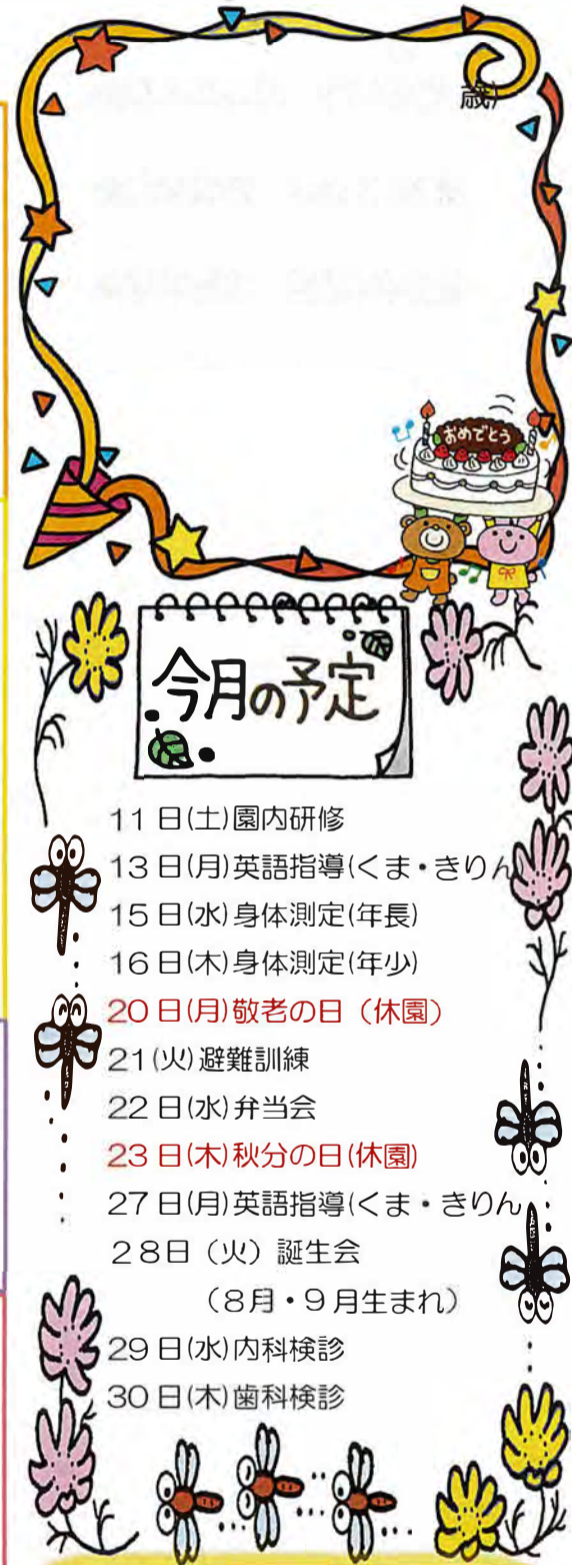 歳)
おめでとう
今月の予定
11日(土)園内研修
13日(月)英語指導(くま・きりん
15日(水)身体測定(年長)
16日(木)身体測定(年少)
20日(月)敬老の日(休園)
21(火)避難訓練
22日(水)弁当会
23日(木)秋分の日(休園)
27日(月)英語指導(くま・きりん
28日(火)誕生会
(8月・9月生まれ)
29日(水)内科検診
30日(木)歯科検診